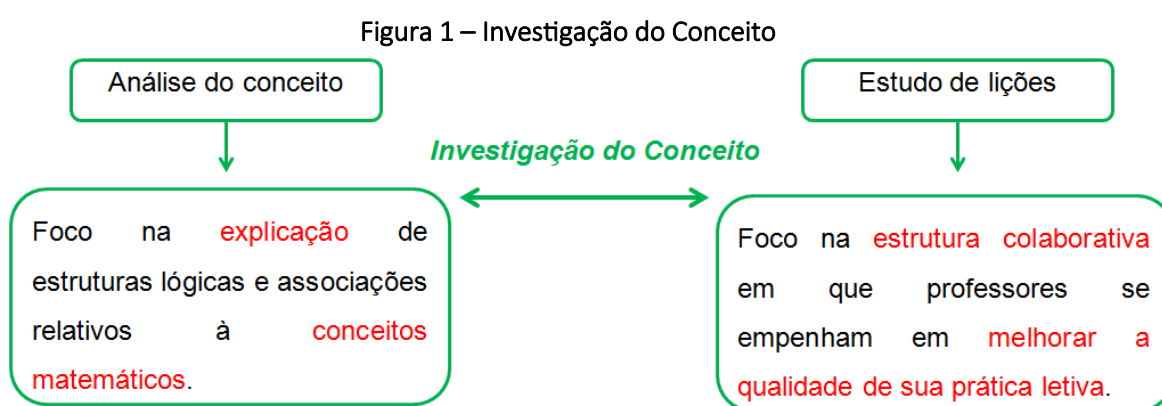 Figura 1 – Investigação do Conceito
Análise do conceito
Estudo de lições
Investigação do Conceito
Foco na explicação de
estruturas lógicas e associações
relativos à conceitos
matemáticos.
Foco na estrutura colaborativa
em que professores se
empenham em melhorar a
qualidade de sua prática letiva.